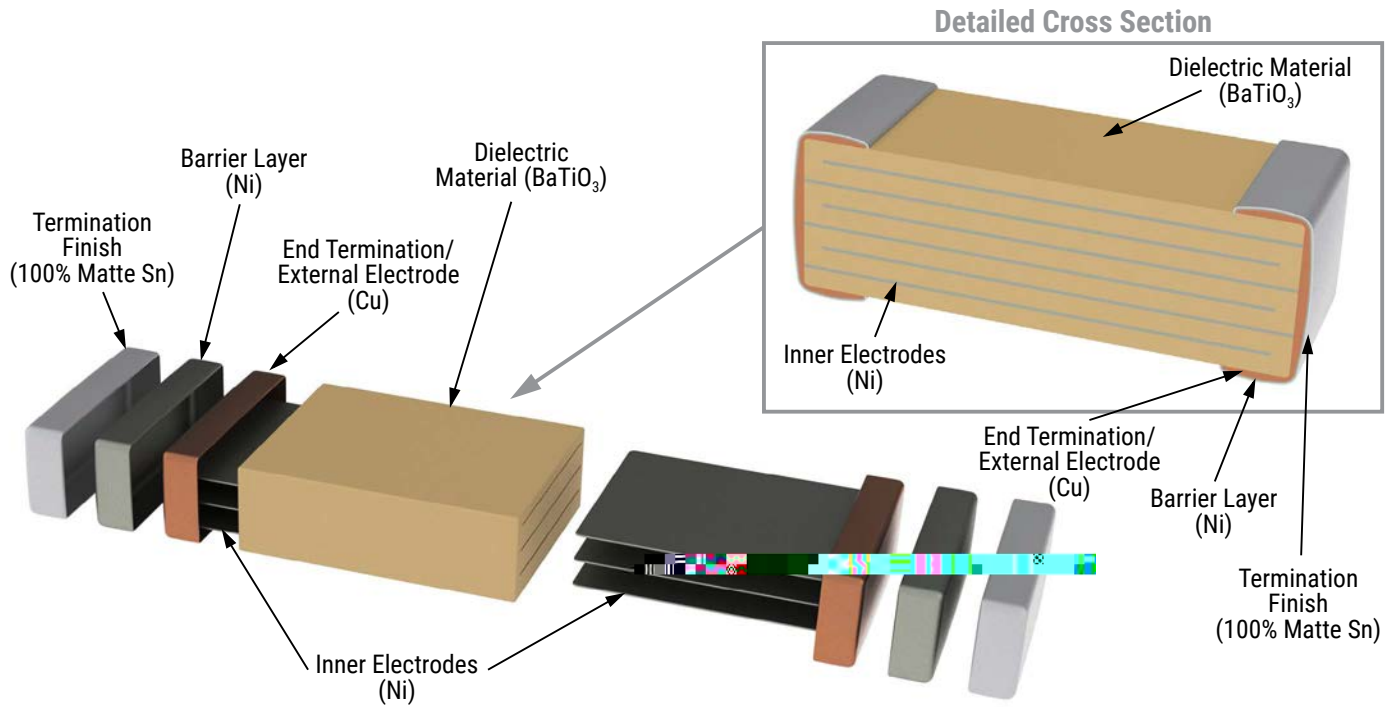 Detailed Cross Section
Dielectric Material
(BaTiO₃)
Barrier Layer
(Ni)
Dielectric
Material (BaTiO₃)
Termination
Finish
(100% Matte Sn)
End Termination/
External Electrode
(Cu)
Inner Electrodes
(Ni)
End Termination/
External Electrode
(Cu)
Barrier Layer
(Ni)
Termination
Finish
(100% Matte Sn)
Inner Electrodes
(Ni)